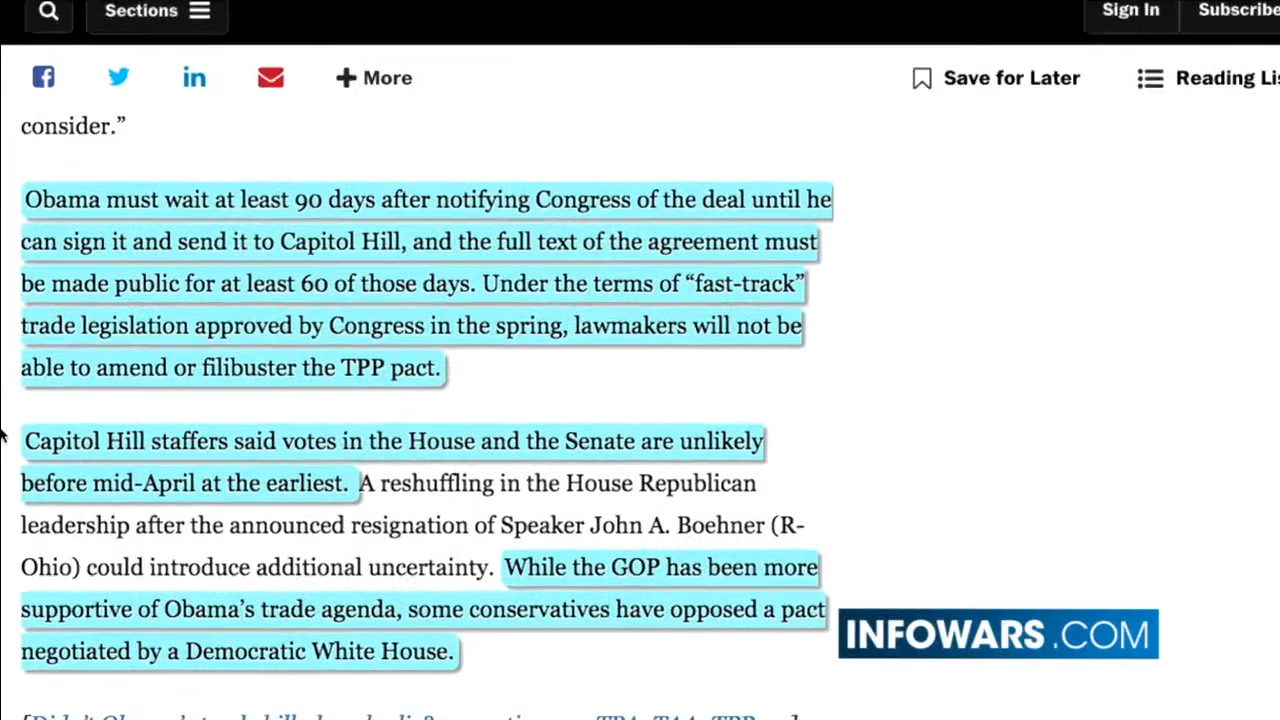 Sections
Sign In
Subscribe
More
Save for Later
Reading Lis
consider.”
Obama must wait at least 90 days after notifying Congress of the deal until he
can sign it and send it to Capitol Hill, and the full text of the agreement must
be made public for at least 60 of those days. Under the terms of “fast-track”
trade legislation approved by Congress in the spring, lawmakers will not be
able to amend or filibuster the TPP pact.
Capitol Hill staffers said votes in the House and the Senate are unlikely
before mid-April at the earliest. A reshuffling in the House Republican
leadership after the announced resignation of Speaker John A. Boehner (R-
Ohio) could introduce additional uncertainty. While the GOP has been more
supportive of Obama’s trade agenda, some conservatives have opposed a pact
negotiated by a Democratic White House.
INFOWARS.COM